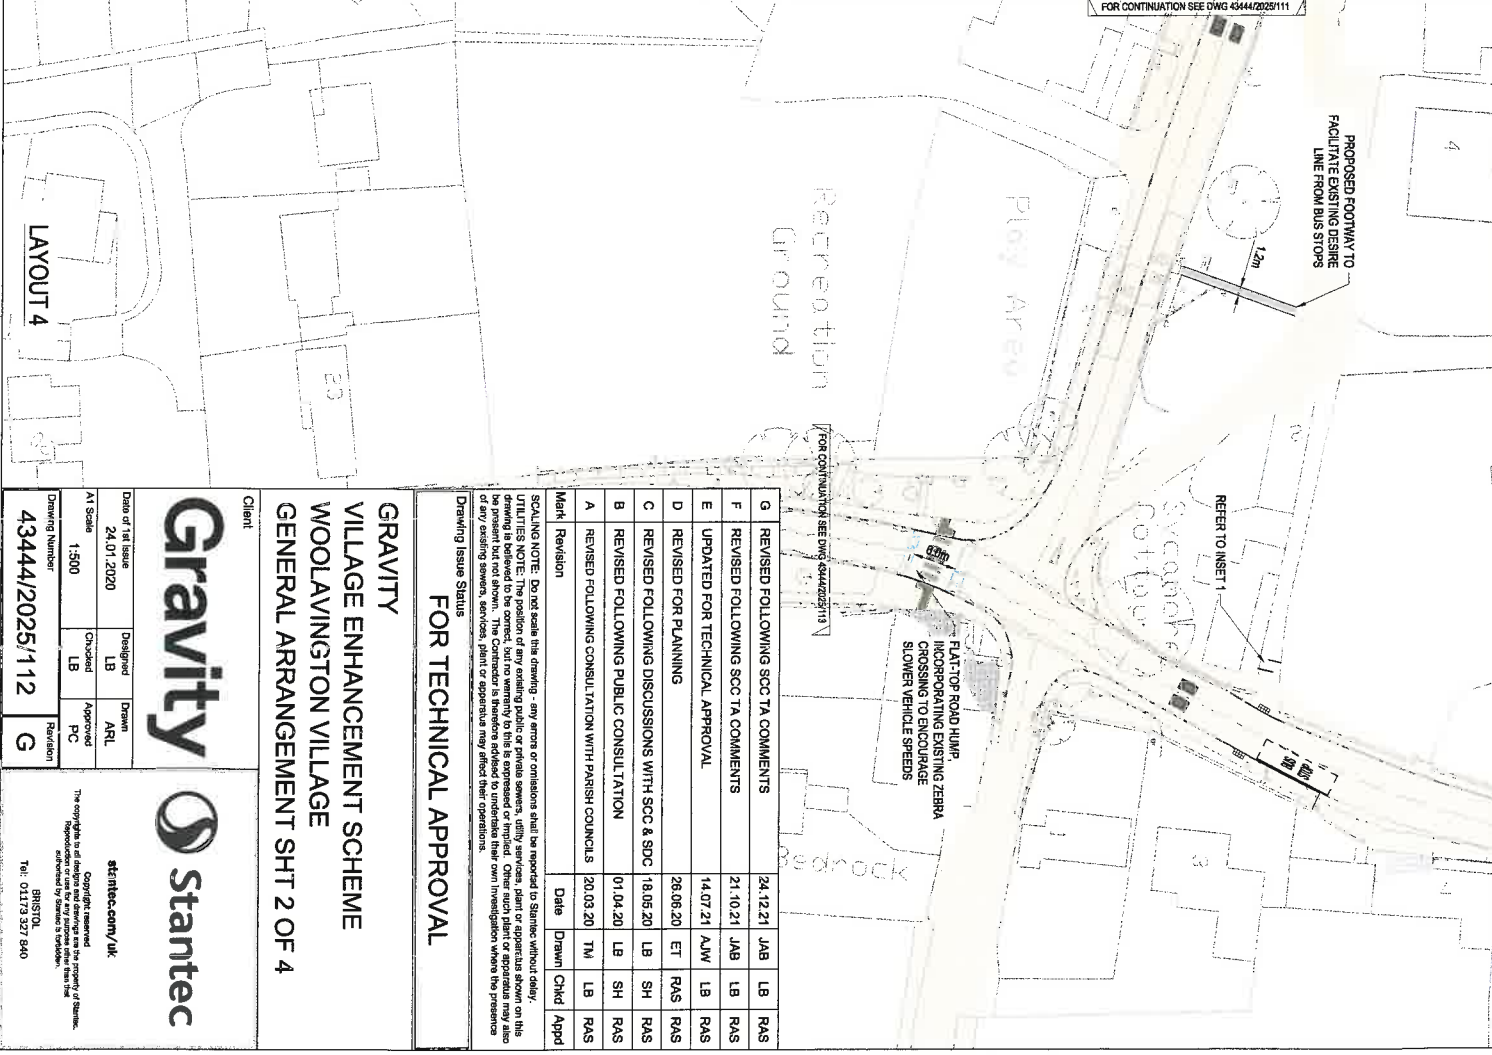 FOR CONTINUATION SEE DWG 43444/2025/111
PROPOSED FOOTWAY TO
FACILITATE EXISTING DESIRE
LINE FROM BUS STOPS
1.2m
4
Play Area
Recreation
Ground
REFER TO INSET 1
2
FOR CONTINUATION SEE DWG 43444/2025/113
6.0m
FLAT-TOP ROAD HUMP
INCORPORATING EXISTING ZEBRA
CROSSING TO ENCOURAGE
SLOWER VEHICLE SPEEDS
Bedrock
1
3
23
LAYOUT 4
G REVISED FOLLOWING SCC TA COMMENTS 24.12.21 JAB LB RAS
F REVISED FOLLOWING SCC TA COMMENTS 21.10.21 JAB LB RAS
E UPDATED FOR TECHNICAL APPROVAL 14.07.21 AJW LB RAS
D REVISED FOR PLANNING 26.06.20 ET RAS RAS
C REVISED FOLLOWING DISCUSSIONS WITH SCC & SDC 18.05.20 LB SH RAS
B REVISED FOLLOWING PUBLIC CONSULTATION 01.04.20 LB SH RAS
A REVISED FOLLOWING CONSULTATION WITH PARISH COUNCILS 20.03.20 TM LB RAS
Mark Revision Date Drawn Chkd Appd
SCALING NOTE: Do not scale this drawing - any errors or omissions shall be reported to Stantec without delay.
UTILITIES NOTE: The position of any existing public or private sewers, utility services, plant or apparatus shown on this
drawing is believed to be correct, but no warranty to this is expressed or implied. Other such plant or apparatus may also
be present but not shown. The Contractor is therefore advised to undertake their own investigation where the presence
of any existing sewers, services, plant or apparatus may affect their operations.
Drawing Issue Status
FOR TECHNICAL APPROVAL
GRAVITY
VILLAGE ENHANCEMENT SCHEME
WOOLAVINGTON VILLAGE
GENERAL ARRANGEMENT SHT 2 OF 4
Client
Gravity
Stantec
Date of 1st Issue
24.01.2020
Designed
LB
Drawn
ARL
A1 Scale
1:500
Checked
LB
Approved
PC
Drawing Number
43444/2025/112
Revision
G
stantec.com/uk
Copyright reserved
The copyrights to all designs and drawings are the property of Stantec.
Reproduction or use for any purpose other than that
authorised by Stantec is forbidden.
BRISTOL
Tel: 01173 327 840